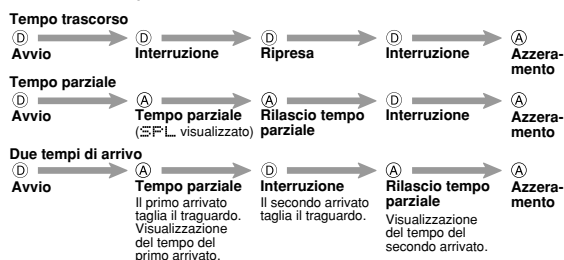 Tempo trascorso
Ⓓ Ⓓ Ⓓ Ⓓ Ⓐ
Avvio Interruzione Ripresa Interruzione Azzera-
mento
Tempo parziale
Ⓓ Ⓐ Ⓐ Ⓓ Ⓐ
Avvio Tempo parziale Rilascio tempo Interruzione Azzera-
(SPL visualizzato) parziale mento
Due tempi di arrivo
Ⓓ Ⓐ Ⓓ Ⓐ Ⓐ
Avvio Tempo parziale Interruzione Rilascio tempo Azzera-
parziale mento
Il primo arrivato
taglia il traguardo.
Visualizzazione
del tempo del
primo arrivato.
Il secondo arrivato
taglia il traguardo.
Visualizzazione
del tempo del
secondo arrivato.